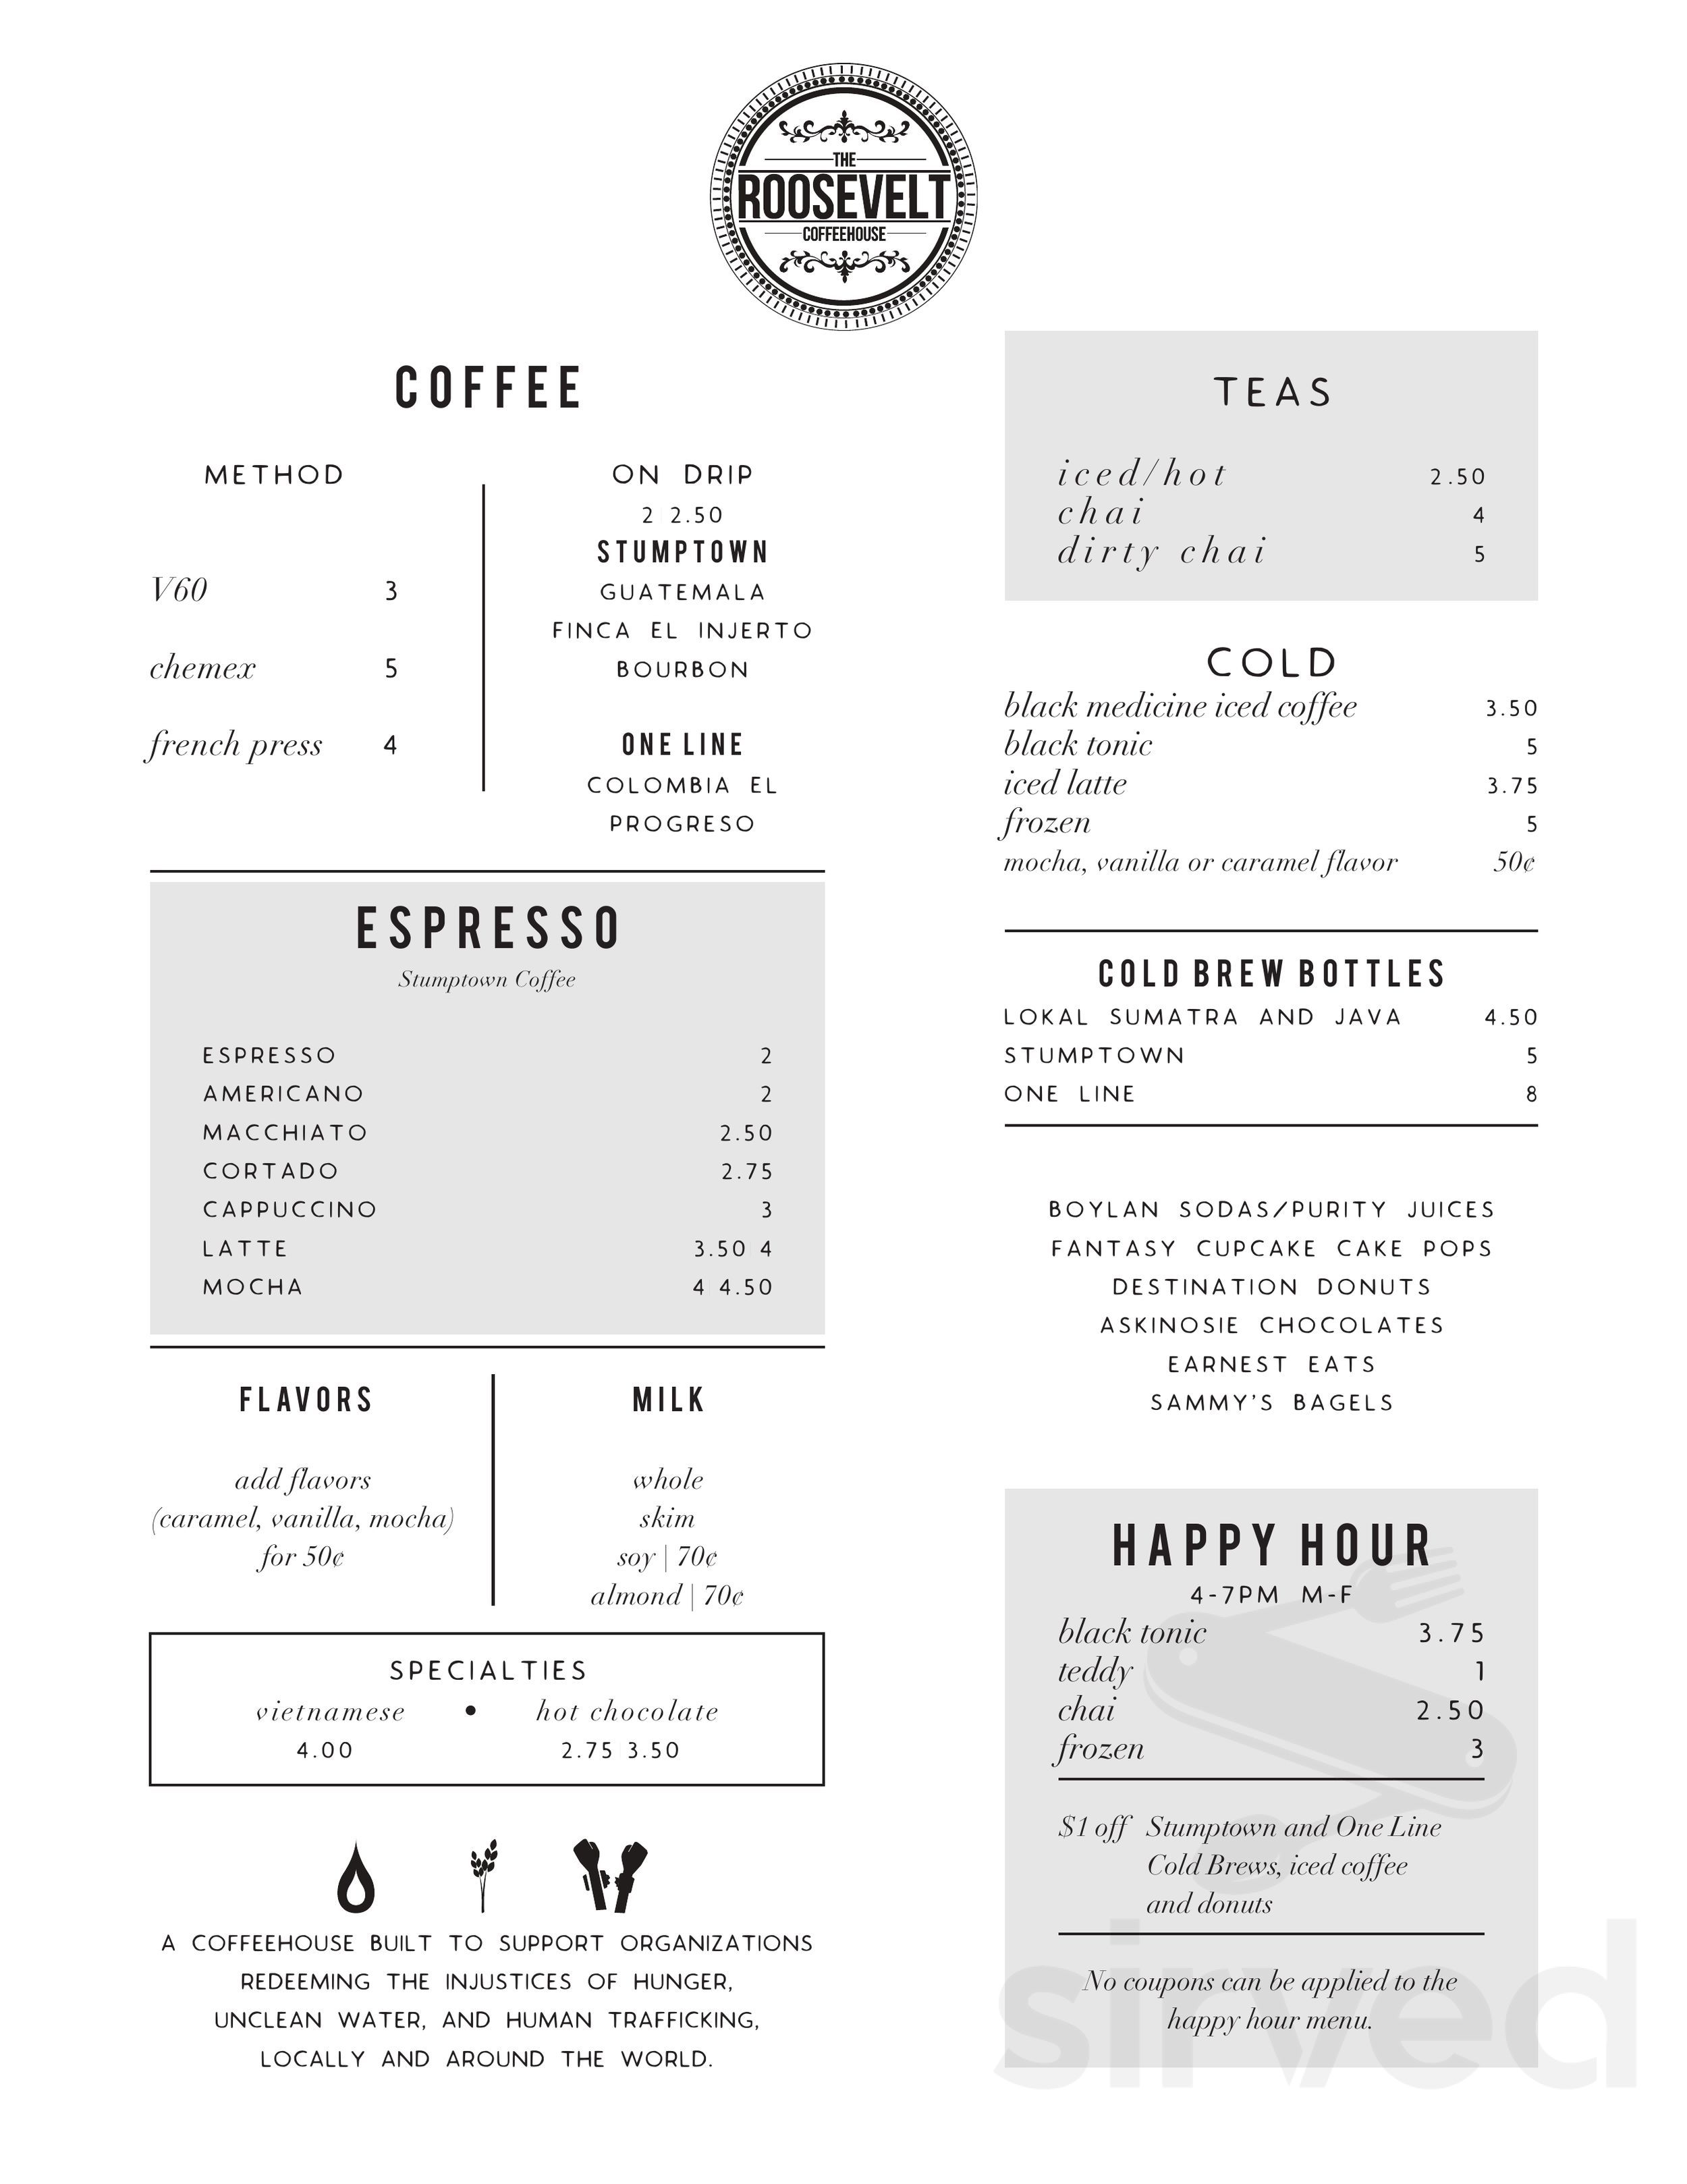 THE
ROOSEVELT
COFFEEHOUSE
COFFEE
METHOD
V60 3
chemex 5
french press 4
ON DRIP
2 2.50
STUMPTOWN
GUATEMALA
FINCA EL INJERTO
BOURBON
ONE LINE
COLOMBIA EL
PROGRESO
ESPRESSO
Stumptown Coffee
ESPRESSO 2
AMERICANO 2
MACCHIATO 2.50
CORTADO 2.75
CAPPUCCINO 3
LATTE 3.50 4
MOCHA 4 4.50
FLAVORS
add flavors
(caramel, vanilla, mocha)
for 50¢
MILK
whole
skim
soy | 70¢
almond | 70¢
SPECIALTIES
vietnamese • hot chocolate
4.00 2.75 3.50
A COFFEEHOUSE BUILT TO SUPPORT ORGANIZATIONS
REDEEMING THE INJUSTICES OF HUNGER,
UNCLEAN WATER, AND HUMAN TRAFFICKING,
LOCALLY AND AROUND THE WORLD.
TEAS
iced/hot 2.50
chai 4
dirty chai 5
COLD
black medicine iced coffee 3.50
black tonic 5
iced latte 3.75
frozen 5
mocha, vanilla or caramel flavor 50¢
COLD BREW BOTTLES
LOKAL SUMATRA AND JAVA 4.50
STUMPTOWN 5
ONE LINE 8
BOYLAN SODAS/PURITY JUICES
FANTASY CUPCAKE CAKE POPS
DESTINATION DONUTS
ASKINOSIE CHOCOLATES
EARNEST EATS
SAMMY'S BAGELS
HAPPY HOUR
4-7PM M-F
black tonic 3.75
teddy 1
chai 2.50
frozen 3
$1 off Stumptown and One Line
Cold Brews, iced coffee
and donuts
No coupons can be applied to the
happy hour menu.
sirved